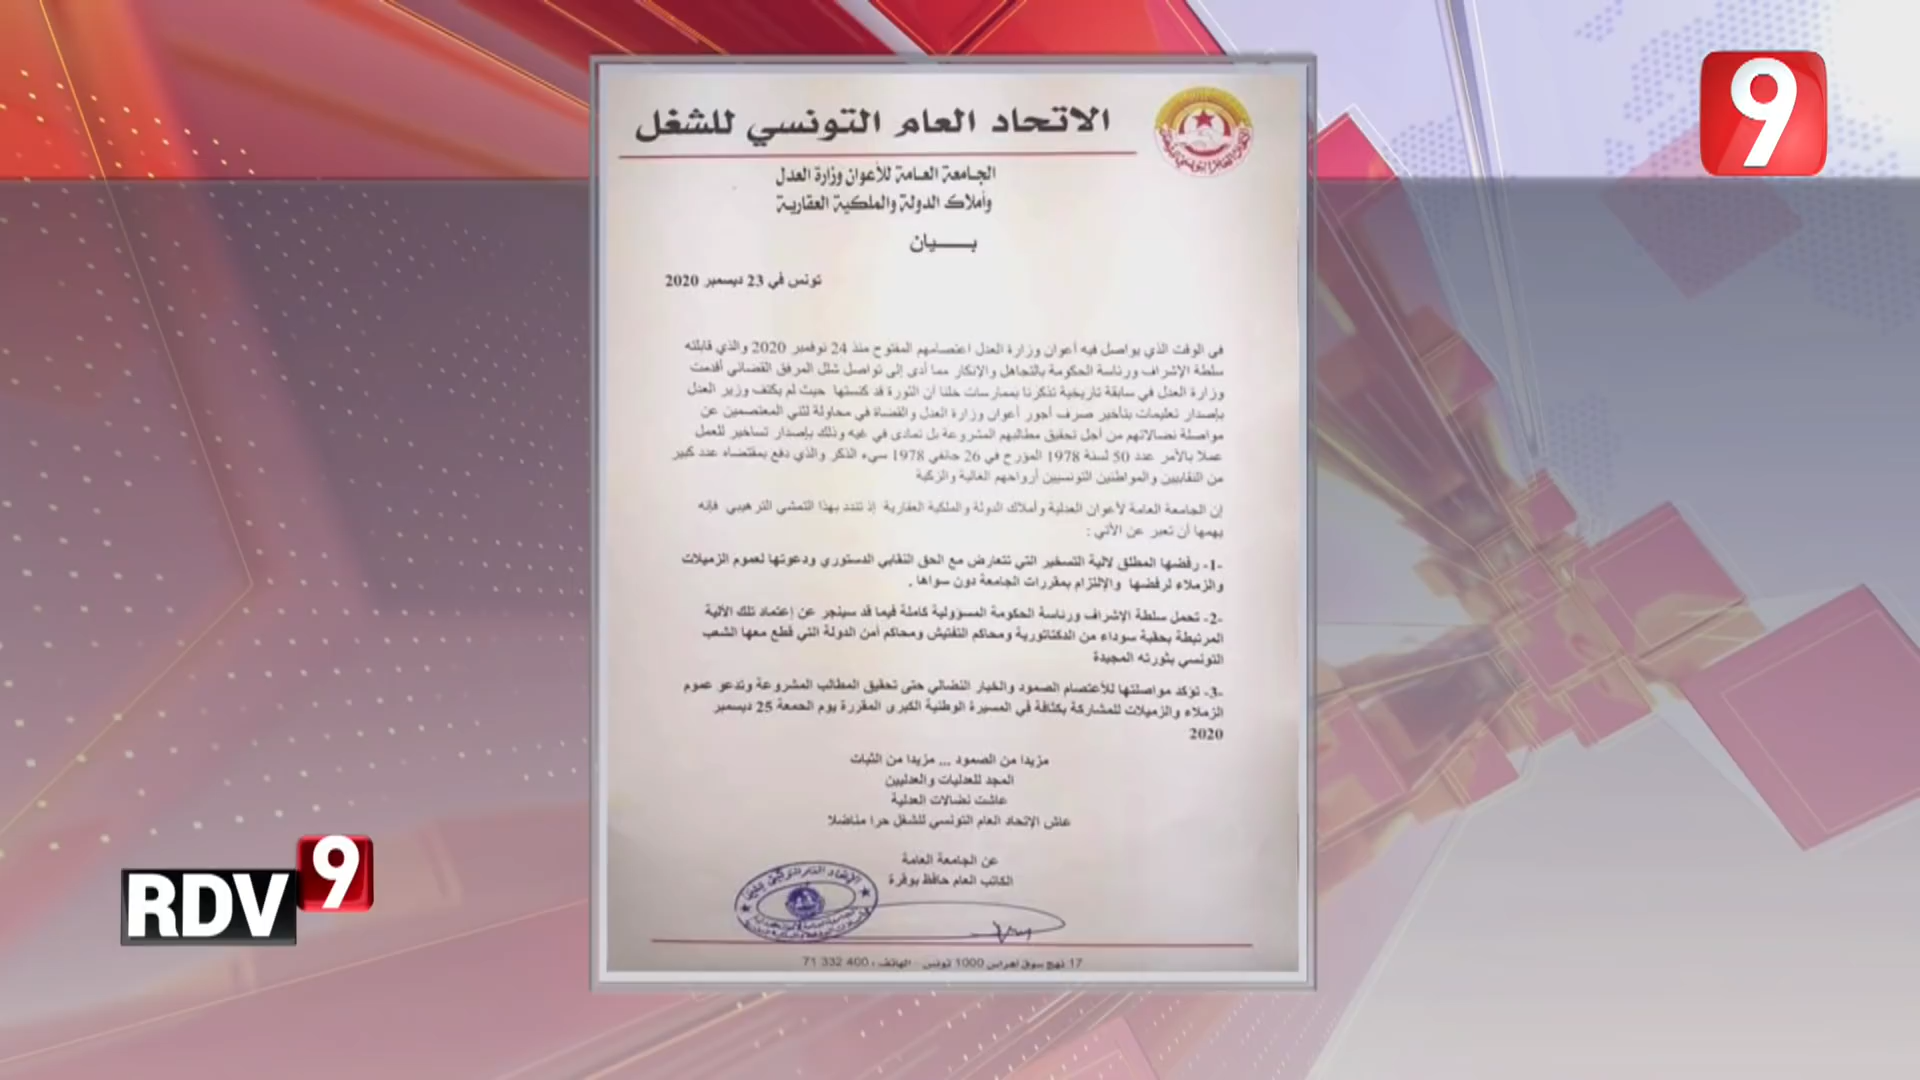 9
الاتحاد العام التونسي للشغل
الجامعة العامة للأعوان وزارة العدل
وأملاك الدولة والملكية العقارية
بـــيان
تونس في 23 ديسمبر 2020
في الوقت الذي يواصل فيه أعوان وزارة العدل اعتصامهم المفتوح منذ 24 نوفمبر 2020 والذي قابلته
سلطة الإشراف ورئاسة الحكومة بالتجاهل والإنكار مما أدى إلى تواصل شلل المرفق القضائي أقدمت
وزارة العدل في سابقة تاريخية تذكرنا بممارسات خلنا أن الثورة قد كنستها حيث لم يكتف وزير العدل
بإصدار تعليمات بتأخير صرف أجور أعوان وزارة العدل والقضاة في محاولة لثني المعتصمين عن
مواصلة نضالاتهم من أجل تحقيق مطالبهم المشروعة بل تمادى في غيه وذلك بإصدار تساخير للعمل
عملا بالأمر عدد 50 لسنة 1978 المؤرخ في 26 جانفي 1978 سيء الذكر والذي دفع بمقتضاه عدد كبير
من النقابيين والمواطنين التونسيين أرواحهم الغالية والزكية
إن الجامعة العامة لأعوان العدلية وأملاك الدولة والملكية العقارية إذ تندد بهذا التمشي الترهيبي فإنه
يهمها أن تعبر عن الآتي :
1- رفضها المطلق لآلية التسخير التي تتعارض مع الحق النقابي الدستوري ودعوتها لعموم الزميلات
والزملاء لرفضها والإلتزام بمقررات الجامعة دون سواها .
2- تحمل سلطة الإشراف ورئاسة الحكومة المسؤولية كاملة فيما قد سينجر عن إعتماد تلك الآلية
المرتبطة بحقبة سوداء من الدكتاتورية ومحاكم التفتيش ومحاكم أمن الدولة التي قطع معها الشعب
التونسي بثورته المجيدة
3- تؤكد مواصلتها للأعتصام الصمود والخيار النضالي حتى تحقيق المطالب المشروعة وتدعو عموم
الزملاء والزميلات للمشاركة بكثافة في المسيرة الوطنية الكبرى المقررة يوم الجمعة 25 ديسمبر
2020
مزيدا من الصمود ... مزيدا من الثبات
المجد للعدليات والعدليين
عاشت نضالات العدلية
عاش الإتحاد العام التونسي للشغل حرا مناضلا
عن الجامعة العامة
الكاتب العام حافظ بوفرة
17 نهج سوق اهراس 1000 تونس - الهاتف : 400 332 71
RDV 9